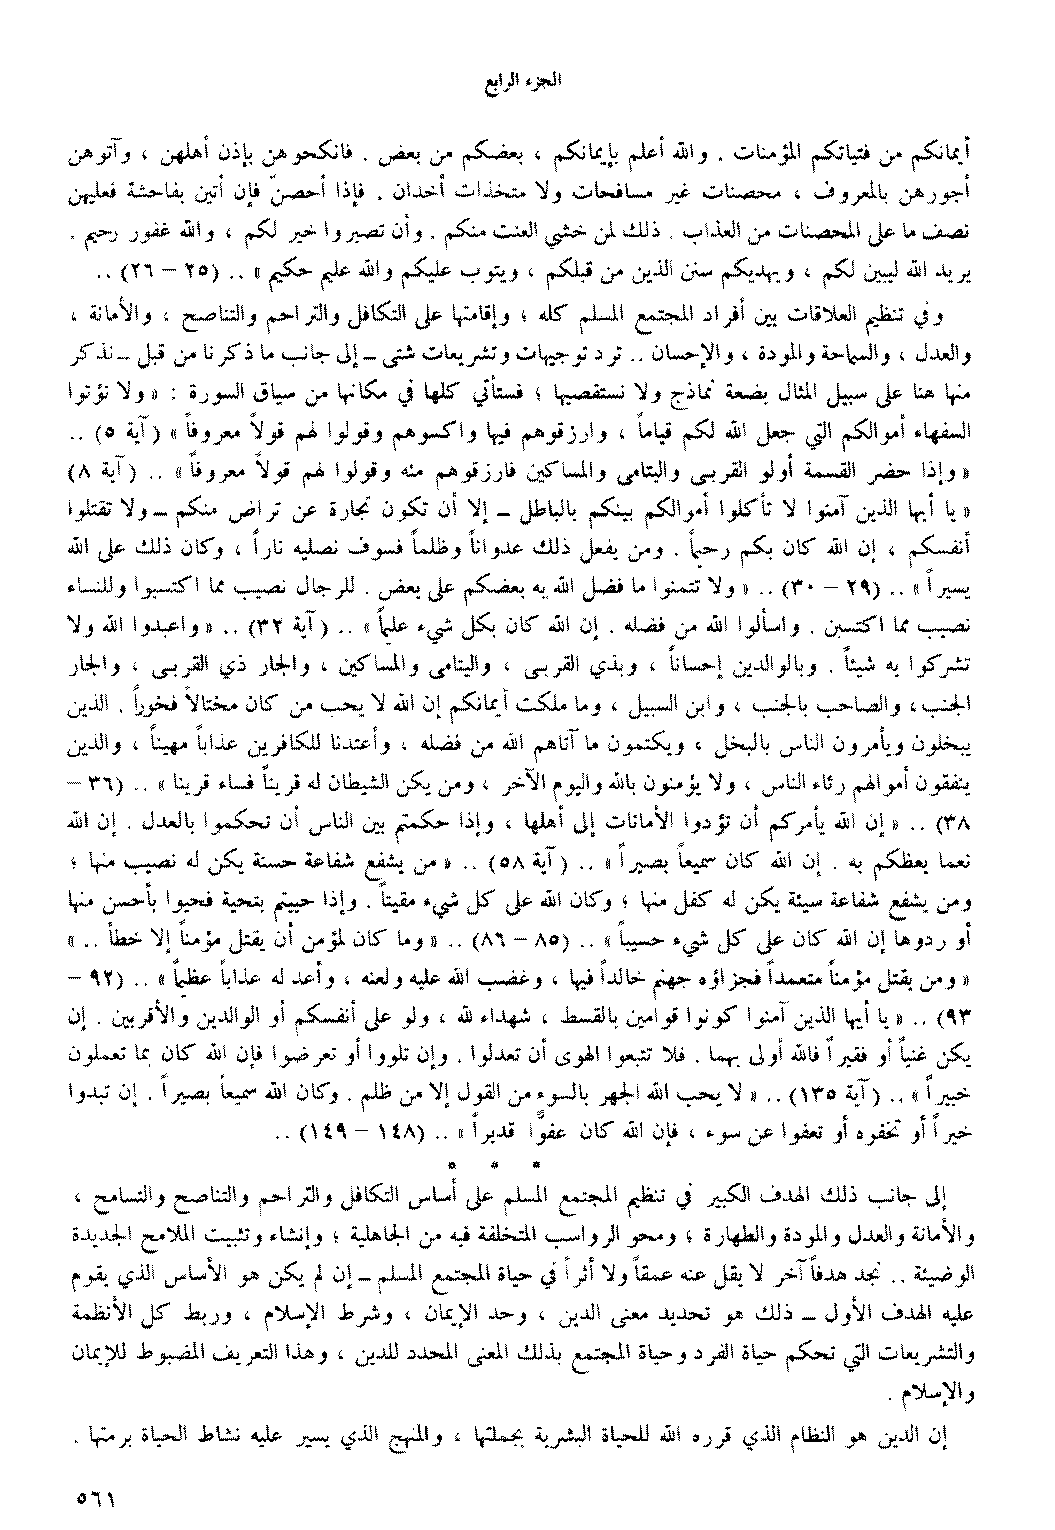 الجزء الرابع
أيمانكم من فتياتكم المؤمنات . والله أعلم بإيمانكم ، بعضكم من بعض . فانكحوهن بإذن أهلهن ، وآتوهن
أجورهن بالمعروف ، محصنات غير مسافحات ولا متخذات أخدان . فإذا أحصنّ فإن أتين بفاحشة فعليهن
نصف ما على المحصنات من العذاب . ذلك لمن خشي العنت منكم . وأن تصبروا خير لكم ، والله غفور رحيم .
يريد الله ليبين لكم ، ويهديكم سنن الذين من قبلكم ، ويتوب عليكم والله عليم حكيم » .. (٢٥ – ٢٦) ..
وفي تنظيم العلاقات بين أفراد المجتمع المسلم كله ؛ وإقامتها على التكافل والتراحم والتناصح ، والأمانة ،
والعدل ، والسماحة والمودة ، والإحسان .. ترد توجيهات وتشريعات شتى – إلى جانب ما ذكرنا من قبل – نذكر
منها هنا على سبيل المثال بضعة نماذج ولا نستقصيها ؛ فستأتي كلها في مكانها من سياق السورة : « ولا تؤتوا
السفهاء أموالكم التي جعل الله لكم قياماً ، وارزقوهم فيها واكسوهم وقولوا لهم قولاً معروفاً » (آية ٥) ..
« وإذا حضر القسمة أولو القربى واليتامى والمساكين فارزقوهم منه وقولوا لهم قولاً معروفاً » .. (آية ٨)
« يا أيها الذين آمنوا لا تأكلوا أموالكم بينكم بالباطل – إلا أن تكون تجارة عن تراض منكم – ولا تقتلوا
أنفسكم ، إن الله كان بكم رحيماً . ومن يفعل ذلك عدواناً وظلماً فسوف نصليه ناراً ، وكان ذلك على الله
يسيراً » .. (٢٩ – ٣٠) .. « ولا تتمنوا ما فضل الله به بعضكم على بعض . للرجال نصيب مما اكتسبوا وللنساء
نصيب مما اكتسبن . واسألوا الله من فضله . إن الله كان بكل شيء عليماً » .. (آية ٣٢) .. « واعبدوا الله ولا
تشركوا به شيئاً . وبالوالدين إحساناً ، وبذي القربى ، واليتامى والمساكين ، والجار ذي القربى ، والجار
الجنب، والصاحب بالجنب ، وابن السبيل ، وما ملكت أيمانكم إن الله لا يحب من كان مختالاً فخوراً . الذين
يبخلون ويأمرون الناس بالبخل ، ويكتمون ما آتاهم الله من فضله ، وأعتدنا للكافرين عذاباً مهيناً ، والذين
ينفقون أموالهم رئاء الناس ، ولا يؤمنون بالله واليوم الآخر ، ومن يكن الشيطان له قريناً فساء قرينا » .. (٣٦ –
٣٨) .. « إن الله يأمركم أن تؤدوا الأمانات إلى أهلها ، وإذا حكمتم بين الناس أن تحكموا بالعدل . إن الله
نعما يعظكم به . إن الله كان سميعاً بصيراً » .. (آية ٥٨) .. « من يشفع شفاعة حسنة يكن له نصيب منها ؛
ومن يشفع شفاعة سيئة يكن له كفل منها ؛ وكان الله على كل شيء مقيتاً . وإذا حييتم بتحية فحيوا بأحسن منها
أو ردوها إن الله كان على كل شيء حسيباً » .. (٨٥ – ٨٦) .. « وما كان لمؤمن أن يقتل مؤمناً إلا خطأ .. »
« ومن يقتل مؤمناً متعمداً فجزاؤه جهنم خالداً فيها ، وغضب الله عليه ولعنه ، وأعد له عذاباً عظيماً » .. (٩٢ –
٩٣) .. « يا أيها الذين آمنوا كونوا قوامين بالقسط ، شهداء لله ، ولو على أنفسكم أو الوالدين والأقربين . إن
يكن غنياً أو فقيراً فالله أولى بهما . فلا تتبعوا الهوى أن تعدلوا . وإن تلووا أو تعرضوا فإن الله كان بما تعملون
خبيراً » .. (آية ١٣٥) .. « لا يحب الله الجهر بالسوء من القول إلا من ظلم . وكان الله سميعاً بصيراً . إن تبدوا
خيراً أو تخفوه أو تعفوا عن سوء ، فإن الله كان عفوًّا قديراً » .. (١٤٨ – ١٤٩) ..
* * *
إلى جانب ذلك الهدف الكبير في تنظيم المجتمع المسلم على أساس التكافل والتراحم والتناصح والتسامح ،
والأمانة والعدل والمودة والطهارة ؛ ومحو الرواسب المتخلفة فيه من الجاهلية ؛ وإنشاء وتثبيت الملامح الجديدة
الوضيئة .. نجد هدفاً آخر لا يقل عنه عمقاً ولا أثراً في حياة المجتمع المسلم – إن لم يكن هو الأساس الذي يقوم
عليه الهدف الأول – ذلك هو تحديد معنى الدين ، وحد الإيمان ، وشرط الإسلام ، وربط كل الأنظمة
والتشريعات التي تحكم حياة الفرد وحياة المجتمع بذلك المعنى المحدد للدين ، وهذا التعريف المضبوط للإيمان
والإسلام .
إن الدين هو النظام الذي قرره الله للحياة البشرية بجملتها ، والمنهج الذي يسير عليه نشاط الحياة برمتها .
٥٦١